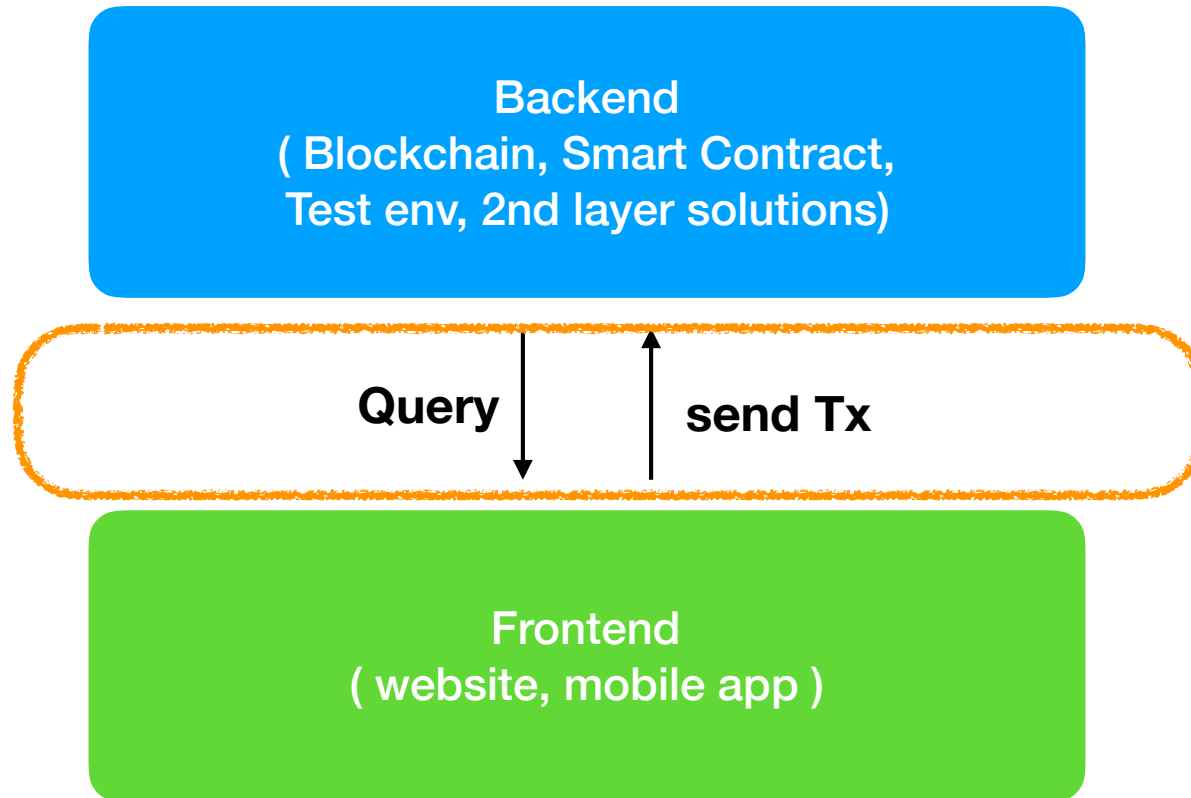 Backend
( Blockchain, Smart Contract,
Test env, 2nd layer solutions)
Query
send Tx
Frontend
( website, mobile app )